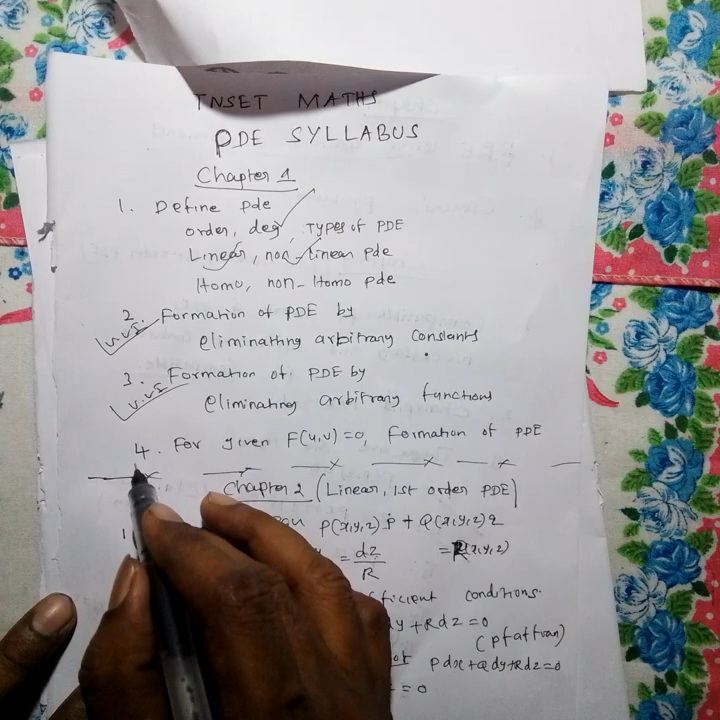 TNSET MATHS
PDE SYLLABUS
Chapter 1
1. Define pde
order, deg, Types of PDE
Linear, non-Linear pde
Homo, non-Homo pde
2. Formation of PDE by
V.V.I
eliminating arbitrary constants
3. Formation of PDE by
V.V.I
eliminating arbitrary functions
4. For given F(u,v)=0, Formation of PDE
Chapter 2 (Linear, 1st order PDE)
1 P(x,y,z)p + Q(x,y,z)q
= dz/R =R(x,y,z)
conditions.
dy + Rdz = 0
(pfaffian)
Pdx+Qdy+Rdz=0
= 0